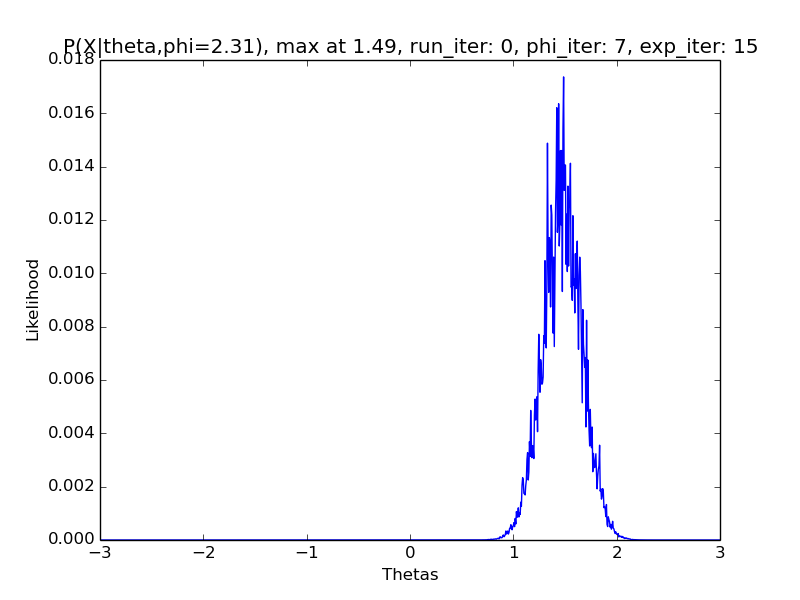 P(X|theta,phi=2.31), max at 1.49, run_iter: 0, phi_iter: 7, exp_iter: 15
0.018
0.016
0.014
0.012
0.010
0.008
0.006
0.004
0.002
0.000
Likelihood
−3 −2 −1 0 1 2 3
Thetas